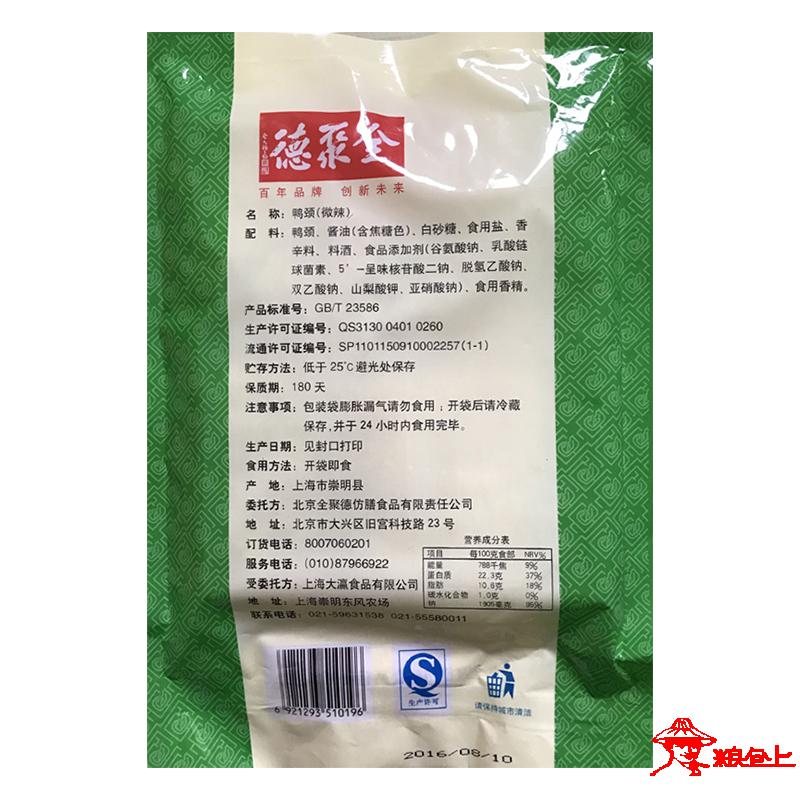 全聚德
百年品牌 创新未来
名 称：鸭颈(微辣)
配 料：鸭颈、酱油(含焦糖色)、白砂糖、食用盐、香
辛料、料酒、食品添加剂(谷氨酸钠、乳酸链
球菌素、5′-呈味核苷酸二钠、脱氢乙酸钠、
双乙酸钠、山梨酸钾、亚硝酸钠)、食用香精。
产品标准号：GB/T 23586
生产许可证编号：QS3130 0401 0260
流通许可证编号：SP1101150910002257(1-1)
贮存方法：低于25℃避光处保存
保质期：180 天
注意事项：包装袋膨胀漏气请勿食用；开袋后请冷藏
保存,并于 24 小时内食用完毕。
生产日期：见封口打印
食用方法：开袋即食
产 地：上海市崇明县
委托方：北京全聚德仿膳食品有限责任公司
地 址：北京市大兴区旧宫科技路 23 号
订货电话：8007060201
服务电话：(010)87966922
受委托方：上海大瀛食品有限公司
地 址：上海崇明东风农场
联系电话：021-59631538 021-55580011
营养成分表
项目 每100克食部 NRV%
能量 788千焦 9%
蛋白质 22.3克 37%
脂肪 10.6克 18%
碳水化合物 1.0克 0%
钠 1905毫克 95%
6 921293 510196
QS
生产许可
请保持城市清洁
2016/08/10
粮仓上